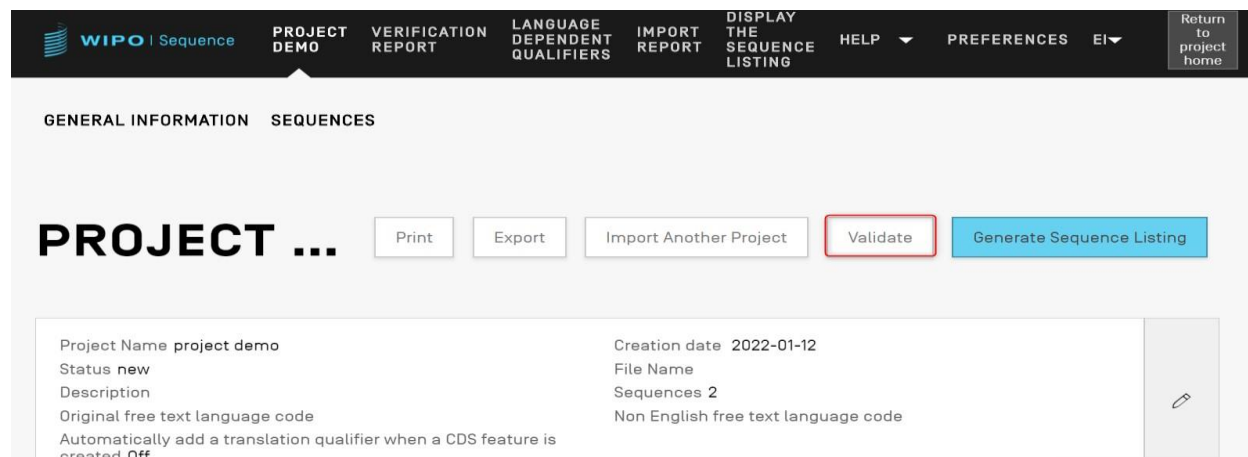 WIPO | Sequence
PROJECT
DEMO
VERIFICATION
REPORT
LANGUAGE
DEPENDENT
QUALIFIERS
IMPORT
REPORT
DISPLAY
THE
SEQUENCE
LISTING
HELP
PREFERENCES
Return
to
project
home
GENERAL INFORMATION SEQUENCES
PROJECT ...
Print
Export
Import Another Project
Validate
Generate Sequence Listing
Project Name project demo
Creation date 2022-01-12
Status new
File Name
Description
Sequences 2
Original free text language code
Non English free text language code
Automatically add a translation qualifier when a CDS feature is
created Off